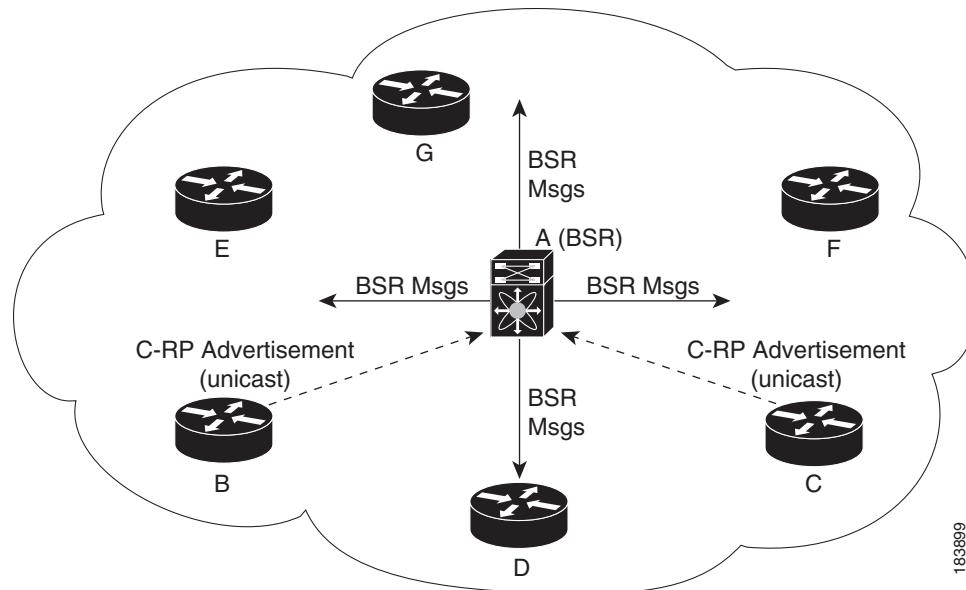 G
BSR
Msgs
E
A (BSR)
F
BSR Msgs
BSR Msgs
C-RP Advertisement
(unicast)
C-RP Advertisement
(unicast)
BSR
Msgs
B
C
D
183899